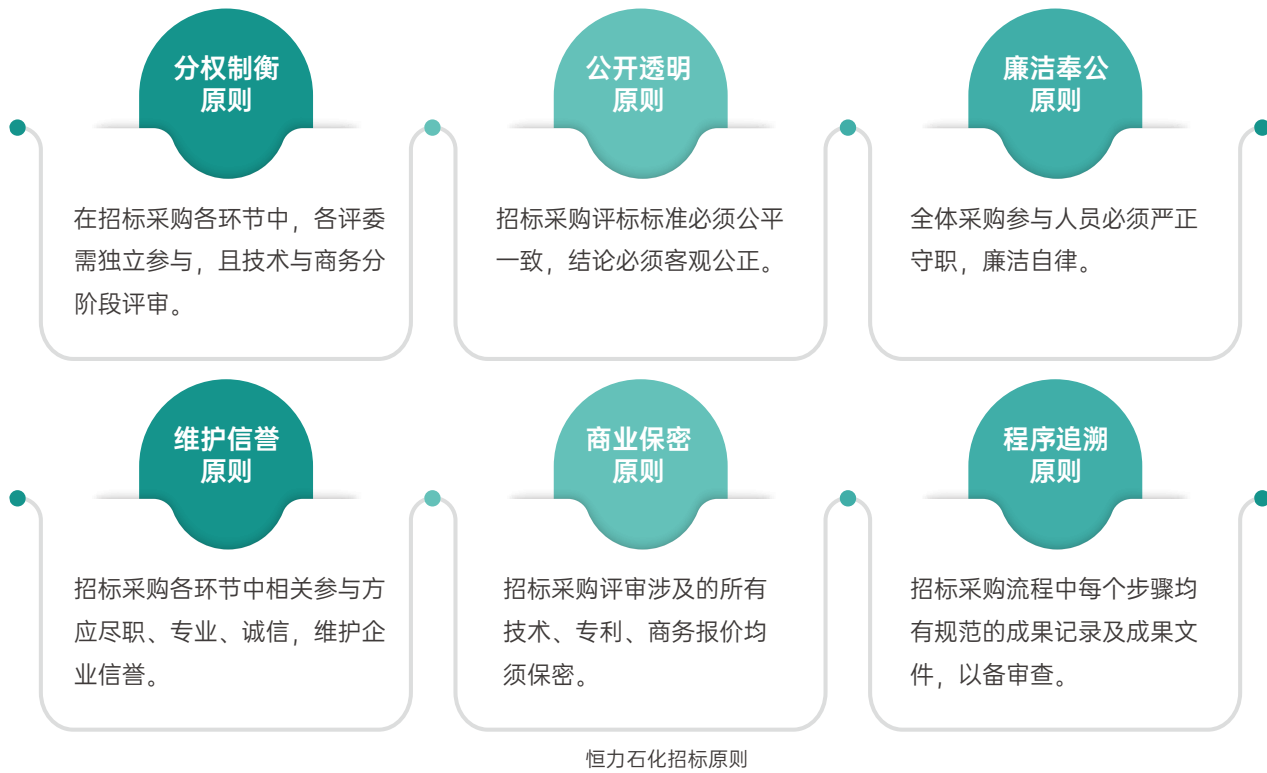 分权制衡
原则
在招标采购各环节中，各评委
需独立参与，且技术与商务分
阶段评审。
公开透明
原则
招标采购评标标准必须公平
一致，结论必须客观公正。
廉洁奉公
原则
全体采购参与人员必须严正
守职，廉洁自律。
维护信誉
原则
招标采购各环节中相关参与方
应尽职、专业、诚信，维护企
业信誉。
商业保密
原则
招标采购评审涉及的所有
技术、专利、商务报价均
须保密。
程序追溯
原则
招标采购流程中每个步骤均
有规范的成果记录及成果文
件，以备审查。
恒力石化招标原则